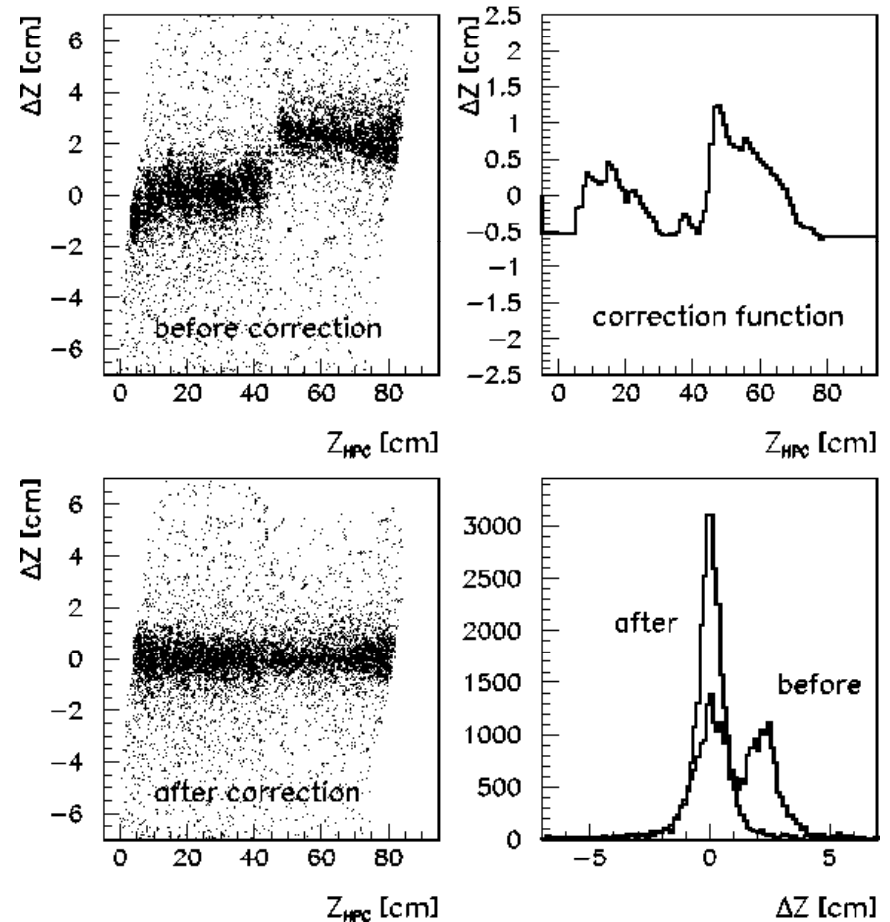 ΔZ [cm]
6
4
2
0
−2
−4
−6
before correction
0 20 40 60 80
Z_HPC [cm]
ΔZ [cm]
2.5
2
1.5
1
0.5
0
−0.5
−1
−1.5
−2
−2.5
correction function
0 20 40 60 80
Z_HPC [cm]
ΔZ [cm]
6
4
2
0
−2
−4
−6
after correction
0 20 40 60 80
Z_HPC [cm]
3000
2500
2000
1500
1000
500
0
after
before
−5 0 5
ΔZ [cm]